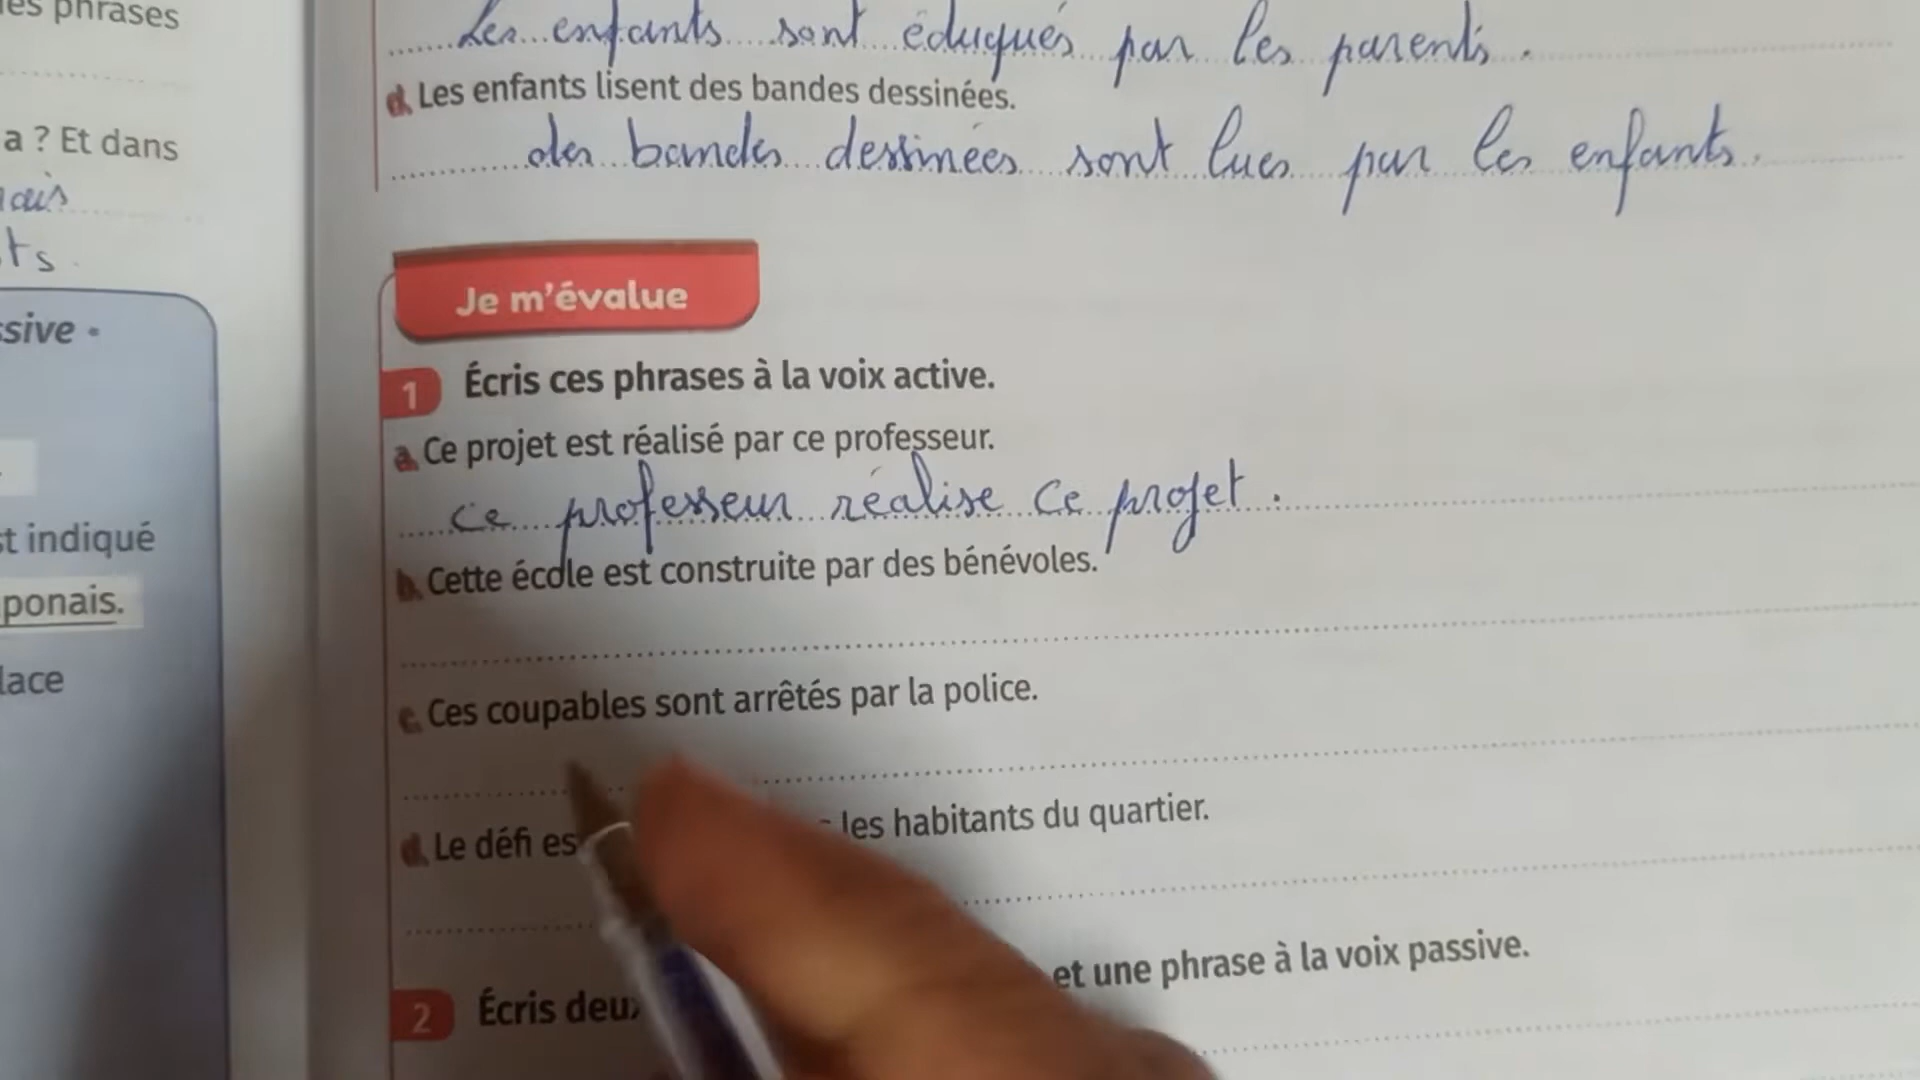 es phrases
a ? Et dans
ts
sive •
t indiqué
ponais.
lace
Les enfants sont éduqués par les parents.
d. Les enfants lisent des bandes dessinées.
des bandes dessinées sont lues par les enfants.
Je m'évalue
1 Écris ces phrases à la voix active.
a. Ce projet est réalisé par ce professeur.
ce professeur réalise ce projet.
b. Cette école est construite par des bénévoles.
c. Ces coupables sont arrêtés par la police.
d. Le défi es les habitants du quartier.
2 Écris deux et une phrase à la voix passive.